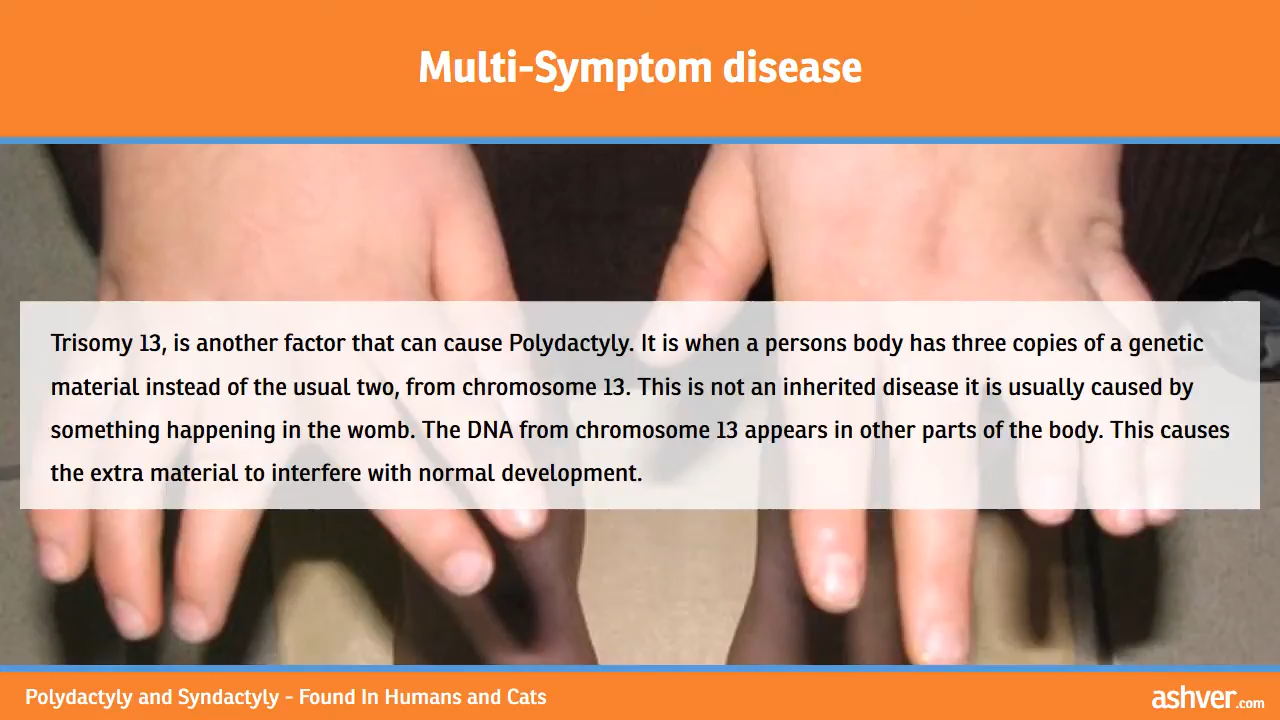 Multi-Symptom disease
Trisomy 13, is another factor that can cause Polydactyly. It is when a persons body has three copies of a genetic
material instead of the usual two, from chromosome 13. This is not an inherited disease it is usually caused by
something happening in the womb. The DNA from chromosome 13 appears in other parts of the body. This causes
the extra material to interfere with normal development.
Polydactyly and Syndactyly - Found In Humans and Cats
ashver.com